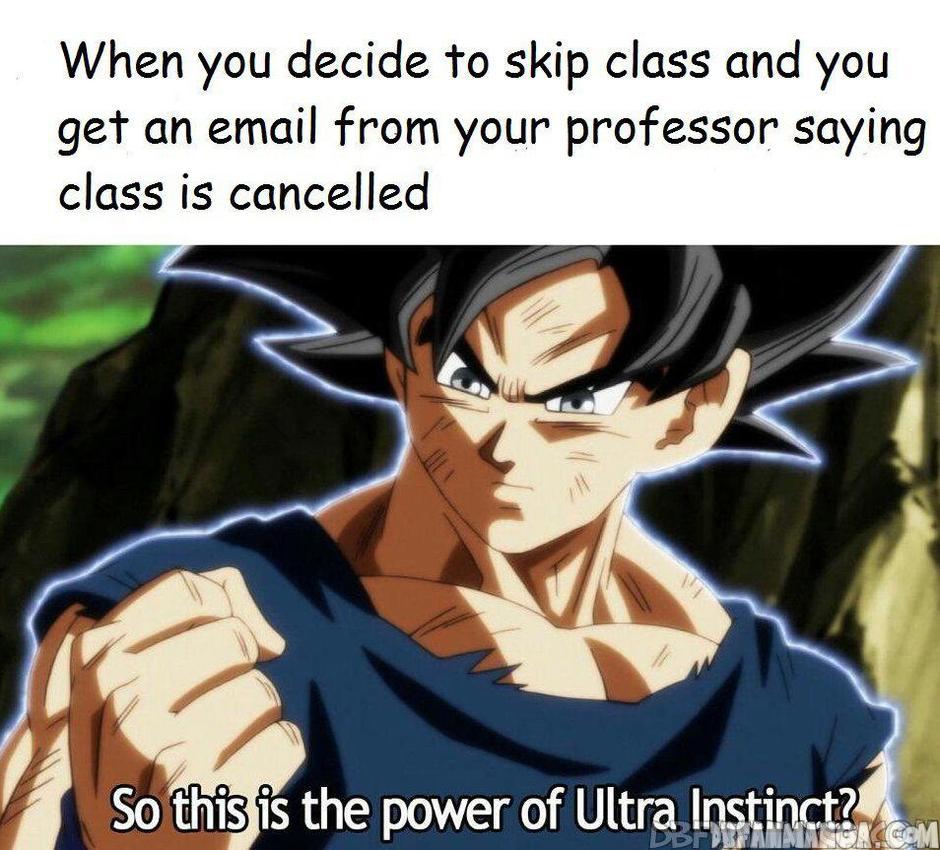 When you decide to skip class and you
get an email from your professor saying
class is cancelled
So this is the power of Ultra Instinct?